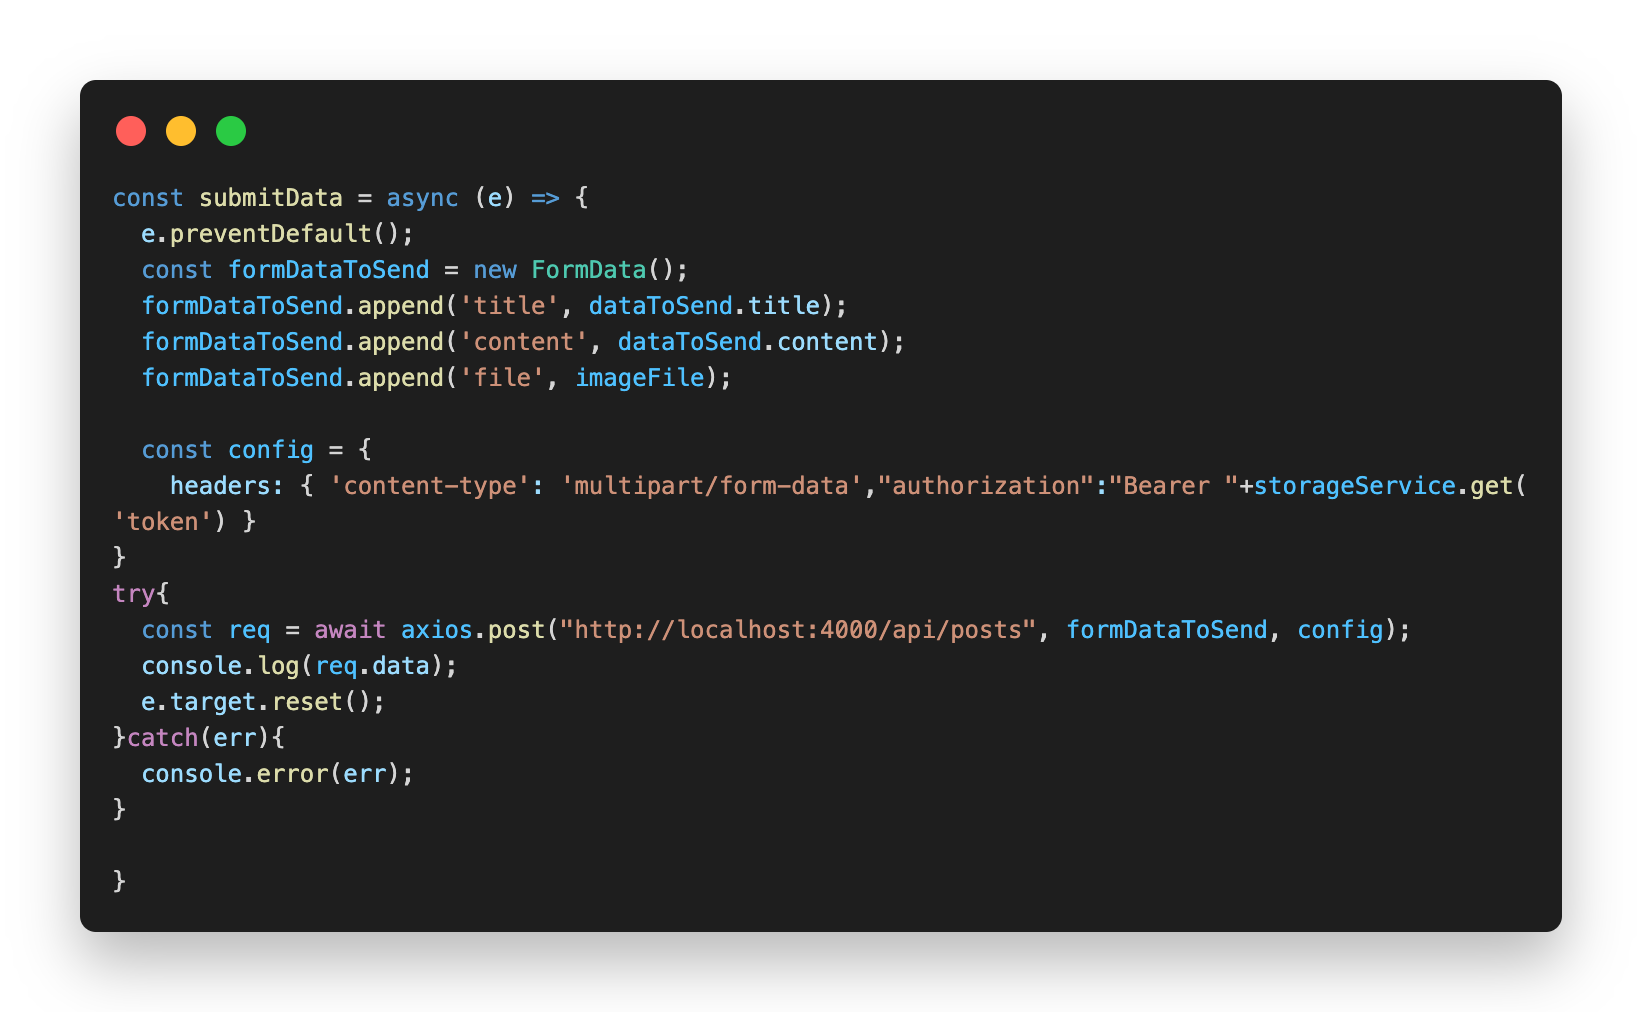 const submitData = async (e) => {
  e.preventDefault();
  const formDataToSend = new FormData();
  formDataToSend.append('title', dataToSend.title);
  formDataToSend.append('content', dataToSend.content);
  formDataToSend.append('file', imageFile);

  const config = {
    headers: { 'content-type': 'multipart/form-data',"authorization":"Bearer "+storageService.get(
'token') }
}
try{
  const req = await axios.post("http://localhost:4000/api/posts", formDataToSend, config);
  console.log(req.data);
  e.target.reset();
}catch(err){
  console.error(err);
}

}